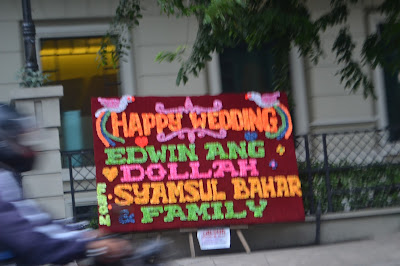 HAPPY WEDDING
EDWIN ANG
DOLLAH
FROM
SYAMSUL BAHAR
& FAMILY